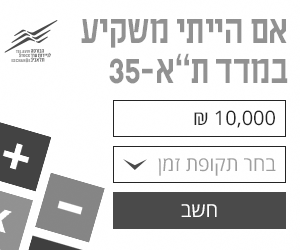 אם הייתי משקיע
במדד ת״א-35
10,000 ₪
בחר תקופת זמן
חשב
+
-
x